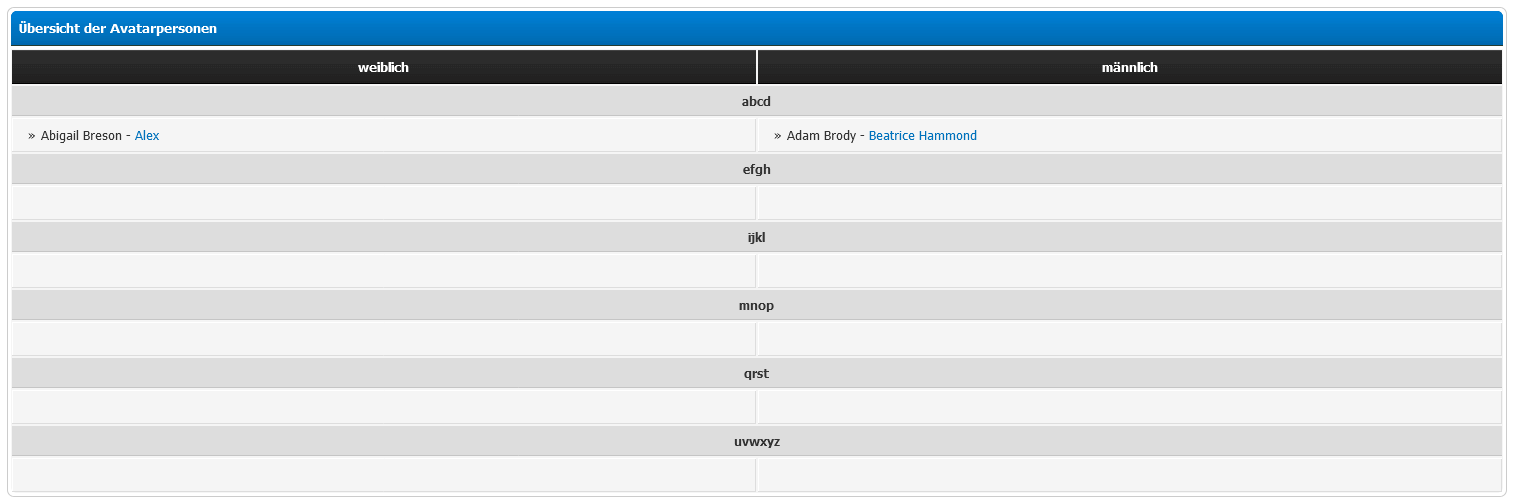 Übersicht der Avatarpersonen
weiblich männlich
abcd
» Abigail Breson - Alex » Adam Brody - Beatrice Hammond
efgh
ijkl
mnop
qrst
uvwxyz